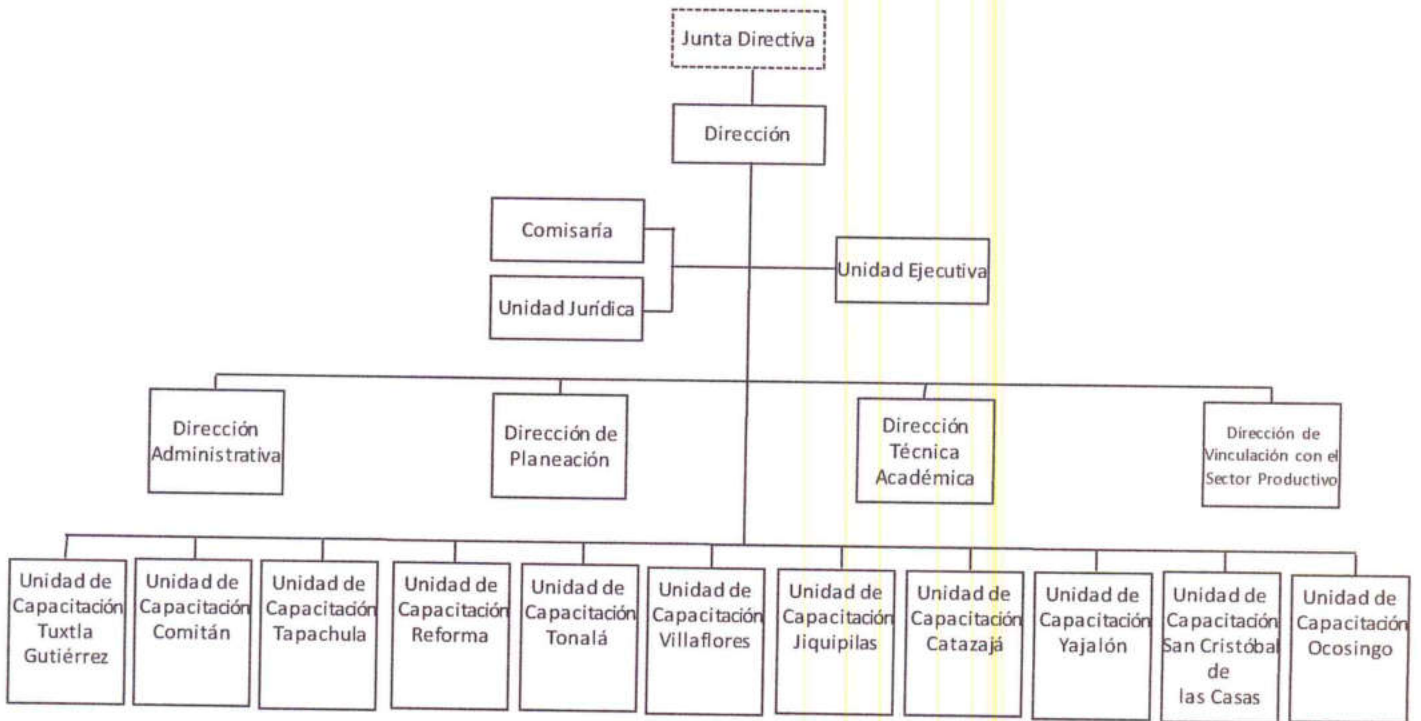 Junta Directiva
Dirección
Comisaría
Unidad Ejecutiva
Unidad Jurídica
Dirección
Administrativa
Dirección de
Planeación
Dirección
Técnica
Académica
Dirección de
Vinculación con el
Sector Productivo
Unidad de
Capacitación
Tuxtla
Gutiérrez
Unidad de
Capacitación
Comitán
Unidad de
Capacitación
Tapachula
Unidad de
Capacitación
Reforma
Unidad de
Capacitación
Tonalá
Unidad de
Capacitación
Villaflores
Unidad de
Capacitación
Jiquipilas
Unidad de
Capacitación
Catazajá
Unidad de
Capacitación
Yajalón
Unidad de
Capacitación
San Cristóbal
de
las Casas
Unidad de
Capacitación
Ocosingo